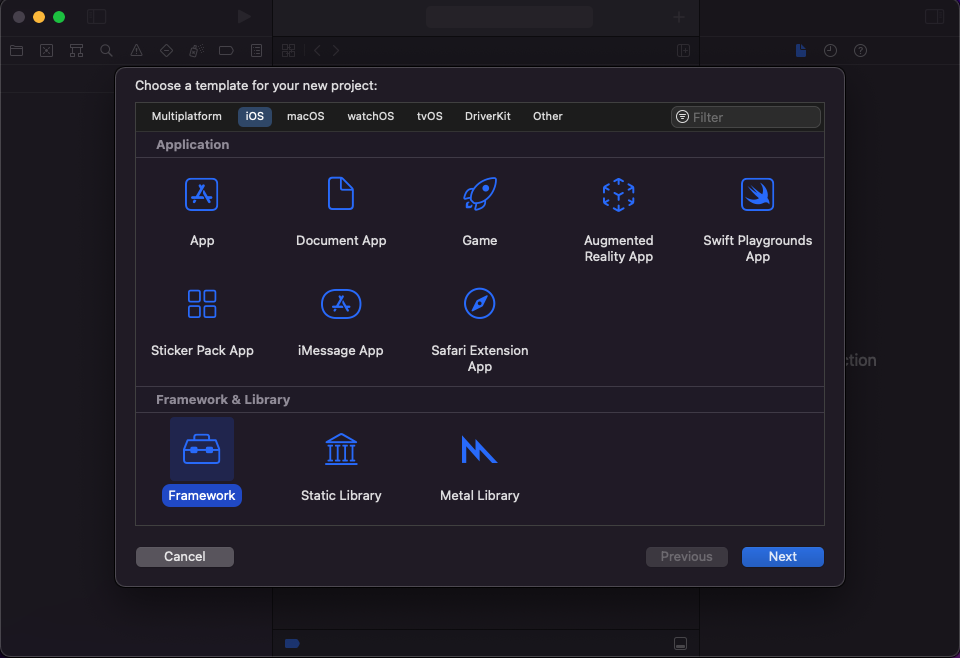 Choose a template for your new project:
Multiplatform iOS macOS watchOS tvOS DriverKit Other Filter
Application
App Document App Game Augmented Reality App Swift Playgrounds App
Sticker Pack App iMessage App Safari Extension App
Framework & Library
Framework Static Library Metal Library
Cancel Previous Next